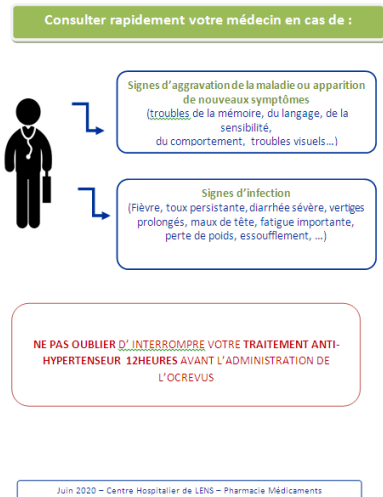 Consulter rapidement votre médecin en cas de :
Signes d'aggravation de la maladie ou apparition
de nouveaux symptômes
(troubles de la mémoire, du langage, de la
sensibilité,
du comportement, troubles visuels...)
Signes d'infection
(Fièvre, toux persistante, diarrhée sévère, vertiges
prolongés, maux de tête, fatigue importante,
perte de poids, essoufflement, ...)
NE PAS OUBLIER D' INTERROMPRE VOTRE TRAITEMENT ANTI-
HYPERTENSEUR 12HEURES AVANT L'ADMINISTRATION DE
L'OCREVUS
Juin 2020 – Centre Hospitalier de LENS – Pharmacie Médicaments